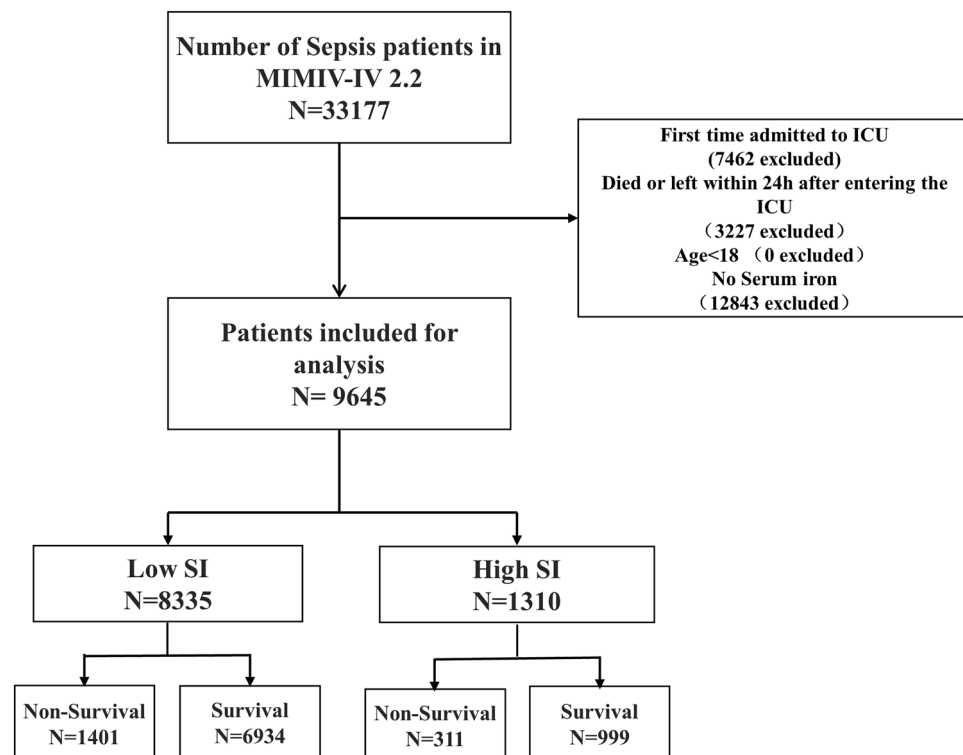 Number of Sepsis patients in
MIMIV-IV 2.2
N=33177
First time admitted to ICU
(7462 excluded)
Died or left within 24h after entering the
ICU
（3227 excluded）
Age<18 （0 excluded）
No Serum iron
（12843 excluded）
Patients included for
analysis
N= 9645
Low SI
N=8335
High SI
N=1310
Non-Survival
N=1401
Survival
N=6934
Non-Survival
N=311
Survival
N=999